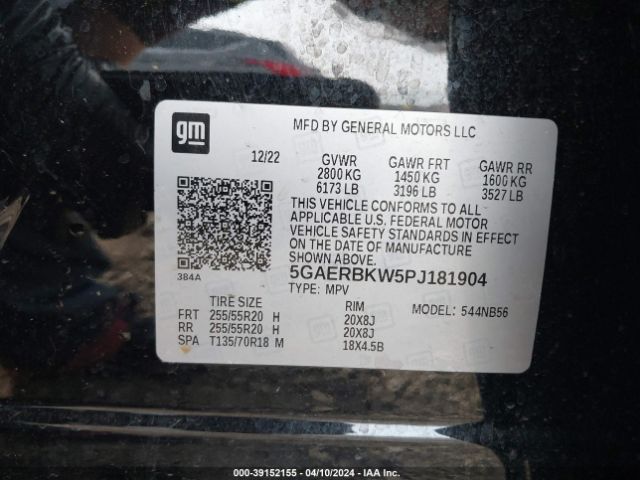 gm
MFD BY GENERAL MOTORS LLC
12/22 GVWR GAWR FRT GAWR RR
2800 KG 1450 KG 1600 KG
6173 LB 3196 LB 3527 LB
THIS VEHICLE CONFORMS TO ALL
APPLICABLE U.S. FEDERAL MOTOR
VEHICLE SAFETY STANDARDS IN EFFECT
ON THE DATE OF MANUFACTURE
SHOWN ABOVE.
384A 5GAERBKW5PJ181904
TYPE: MPV
TIRE SIZE RIM MODEL: 544NB56
FRT 255/55R20 H 20X8J
RR 255/55R20 H 20X8J
SPA T135/70R18 M 18X4.5B
000-39152155 - 04/10/2024 - IAA Inc.